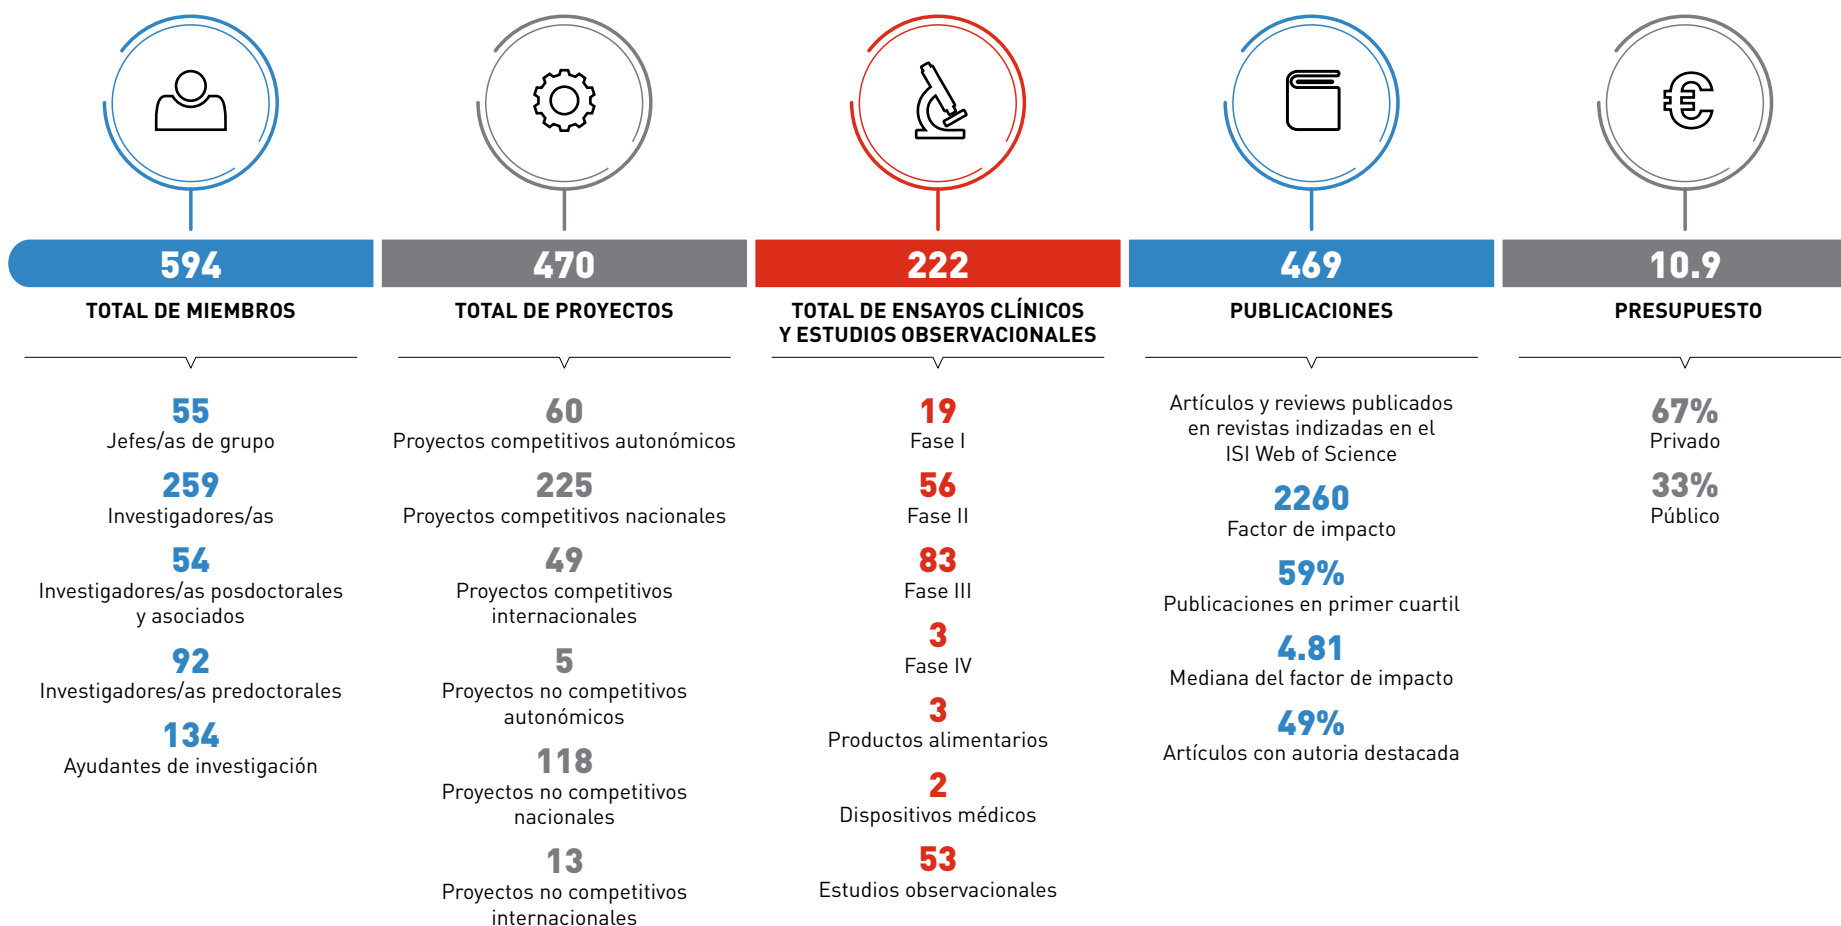 594
TOTAL DE MIEMBROS
55
Jefes/as de grupo
259
Investigadores/as
54
Investigadores/as posdoctorales
y asociados
92
Investigadores/as predoctorales
134
Ayudantes de investigación
470
TOTAL DE PROYECTOS
60
Proyectos competitivos autonómicos
225
Proyectos competitivos nacionales
49
Proyectos competitivos
internacionales
5
Proyectos no competitivos
autonómicos
118
Proyectos no competitivos
nacionales
13
Proyectos no competitivos
internacionales
222
TOTAL DE ENSAYOS CLÍNICOS
Y ESTUDIOS OBSERVACIONALES
19
Fase I
56
Fase II
83
Fase III
3
Fase IV
3
Productos alimentarios
2
Dispositivos médicos
53
Estudios observacionales
469
PUBLICACIONES
Artículos y reviews publicados
en revistas indizadas en el
ISI Web of Science
2260
Factor de impacto
59%
Publicaciones en primer cuartil
4.81
Mediana del factor de impacto
49%
Artículos con autoria destacada
€
10.9
PRESUPUESTO
67%
Privado
33%
Público